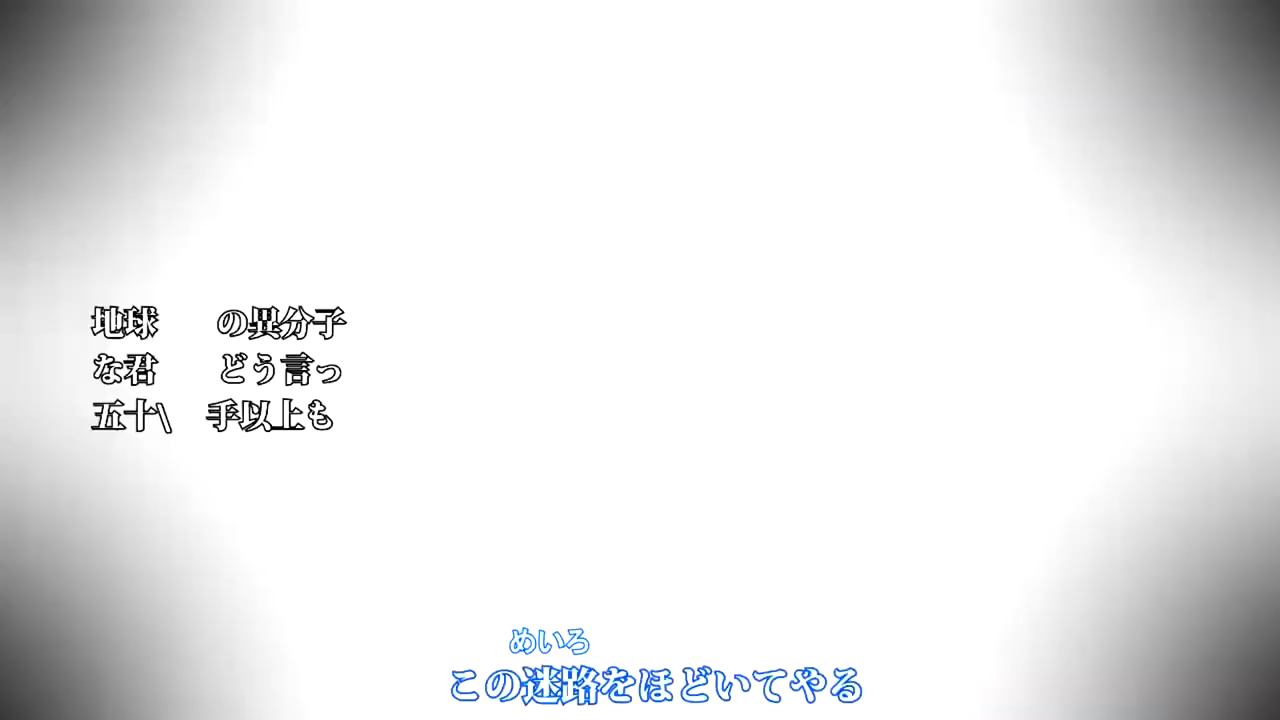 地球　　の異分子
な君　　どう言っ
五十\　手以上も
めいろ
この迷路をほどいてやる